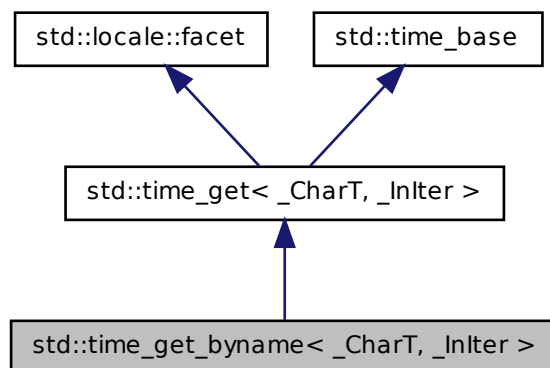 std::locale::facet
std::time_base
std::time_get< _CharT, _InIter >
std::time_get_byname< _CharT, _InIter >